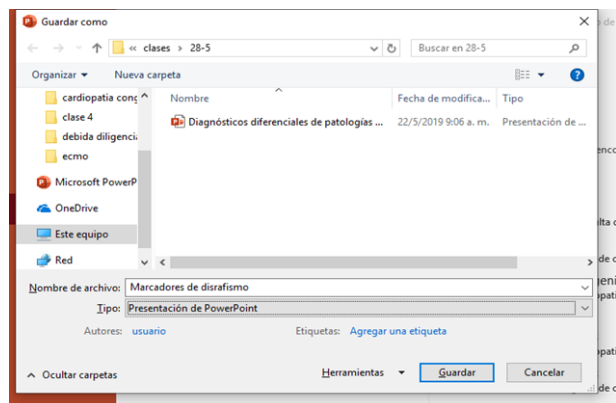 Guardar como
« clases › 28-5
Buscar en 28-5
Organizar
Nueva carpeta
Nombre
Fecha de modifica...
Tipo
cardiopatia cong
clase 4
debida diligenci
ecmo
Diagnósticos diferenciales de patologías ...
22/5/2019 9:06 a. m.
Presentación de ...
Microsoft PowerP
OneDrive
Este equipo
Red
Nombre de archivo: Marcadores de disrafismo
Tipo: Presentación de PowerPoint
Autores: usuario
Etiquetas: Agregar una etiqueta
Ocultar carpetas
Herramientas
Guardar
Cancelar